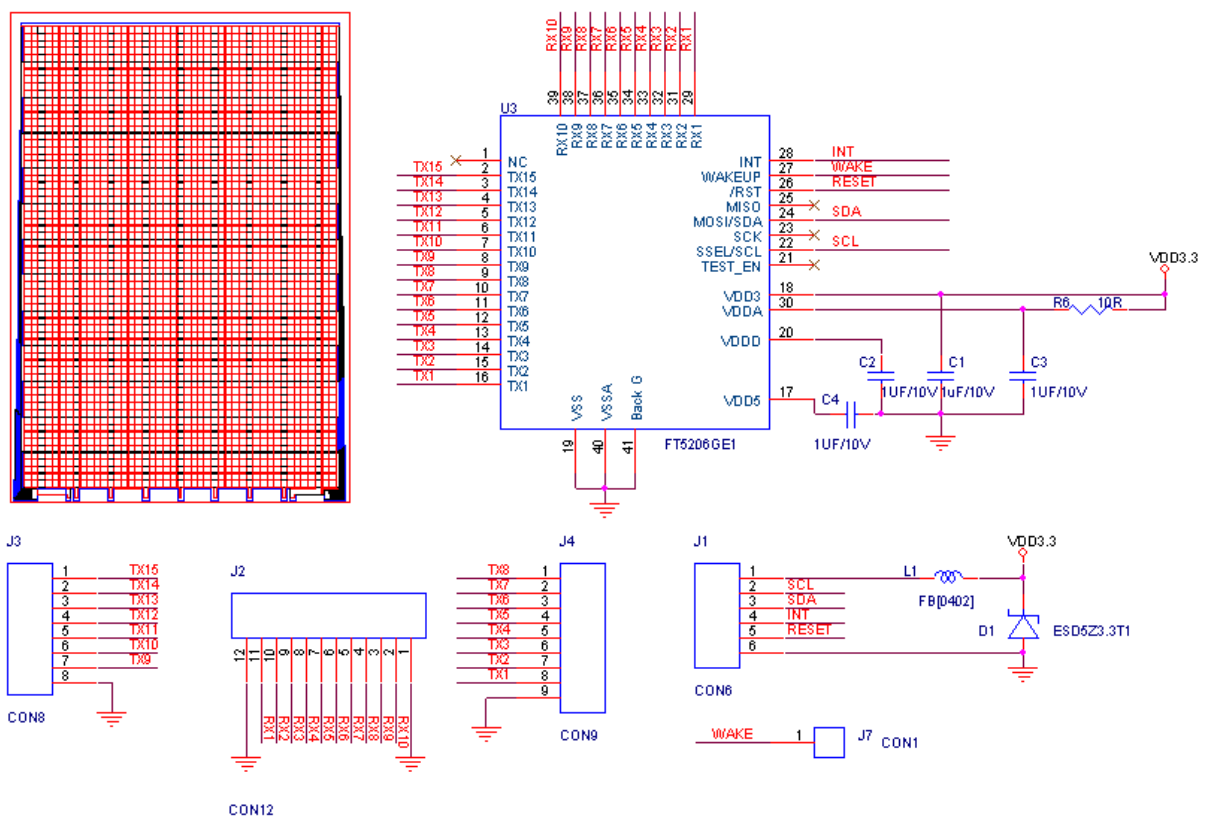 RX10 RX9 RX8 RX7 RX6 RX5 RX4 RX3 RX2 RX1
39 38 37 36 35 34 33 32 31 29
U3
RX10 RX9 RX8 RX7 RX6 RX5 RX4 RX3 RX2 RX1
1 NC
TX15 2 TX15
TX14 3 TX14
TX13 4 TX13
TX12 5 TX12
TX11 6 TX11
TX10 7 TX10
TX9 8 TX9
TX8 9 TX8
TX7 10 TX7
TX6 11 TX6
TX5 12 TX5
TX4 13 TX4
TX3 14 TX3
TX2 15 TX2
TX1 16 TX1
INT 28 INT
WAKEUP 27 WAKE
/RST 26 RESET
MISO 25
MOSI/SDA 24 SDA
SCK 23
SSEL/SCL 22 SCL
TEST_EN 21
VDD3 18
VDDA 30
VDDD 20
VDD5 17
VDD3.3
R6 10R
C2 C1 C3
1UF/10V 1uF/10V 1UF/10V
C4
1UF/10V
VSS VSSA Back G
19 40 41
FT5206GE1
J3
1 TX15
2 TX14
3 TX13
4 TX12
5 TX11
6 TX10
7 TX9
8
CON8
J2
12 11 10 9 8 7 6 5 4 3 2 1
RX1 RX2 RX3 RX4 RX5 RX6 RX7 RX8 RX9 RX10
CON12
J4
TX8 1
TX7 2
TX6 3
TX5 4
TX4 5
TX3 6
TX2 7
TX1 8
9
CON9
J1
1
2 SCL
3 SDA
4 INT
5 RESET
6
CON6
VDD3.3
L1
FB[0402]
D1 ESD5Z3.3T1
WAKE 1 J7 CON1